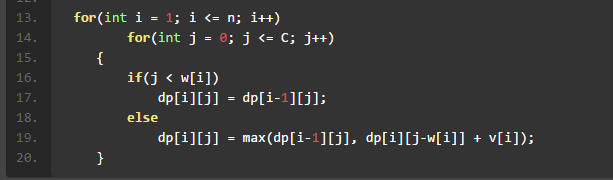 13. for(int i = 1; i <= n; i++)
14. for(int j = 0; j <= C; j++)
15. {
16. if(j < w[i])
17. dp[i][j] = dp[i-1][j];
18. else
19. dp[i][j] = max(dp[i-1][j], dp[i][j-w[i]] + v[i]);
20. }